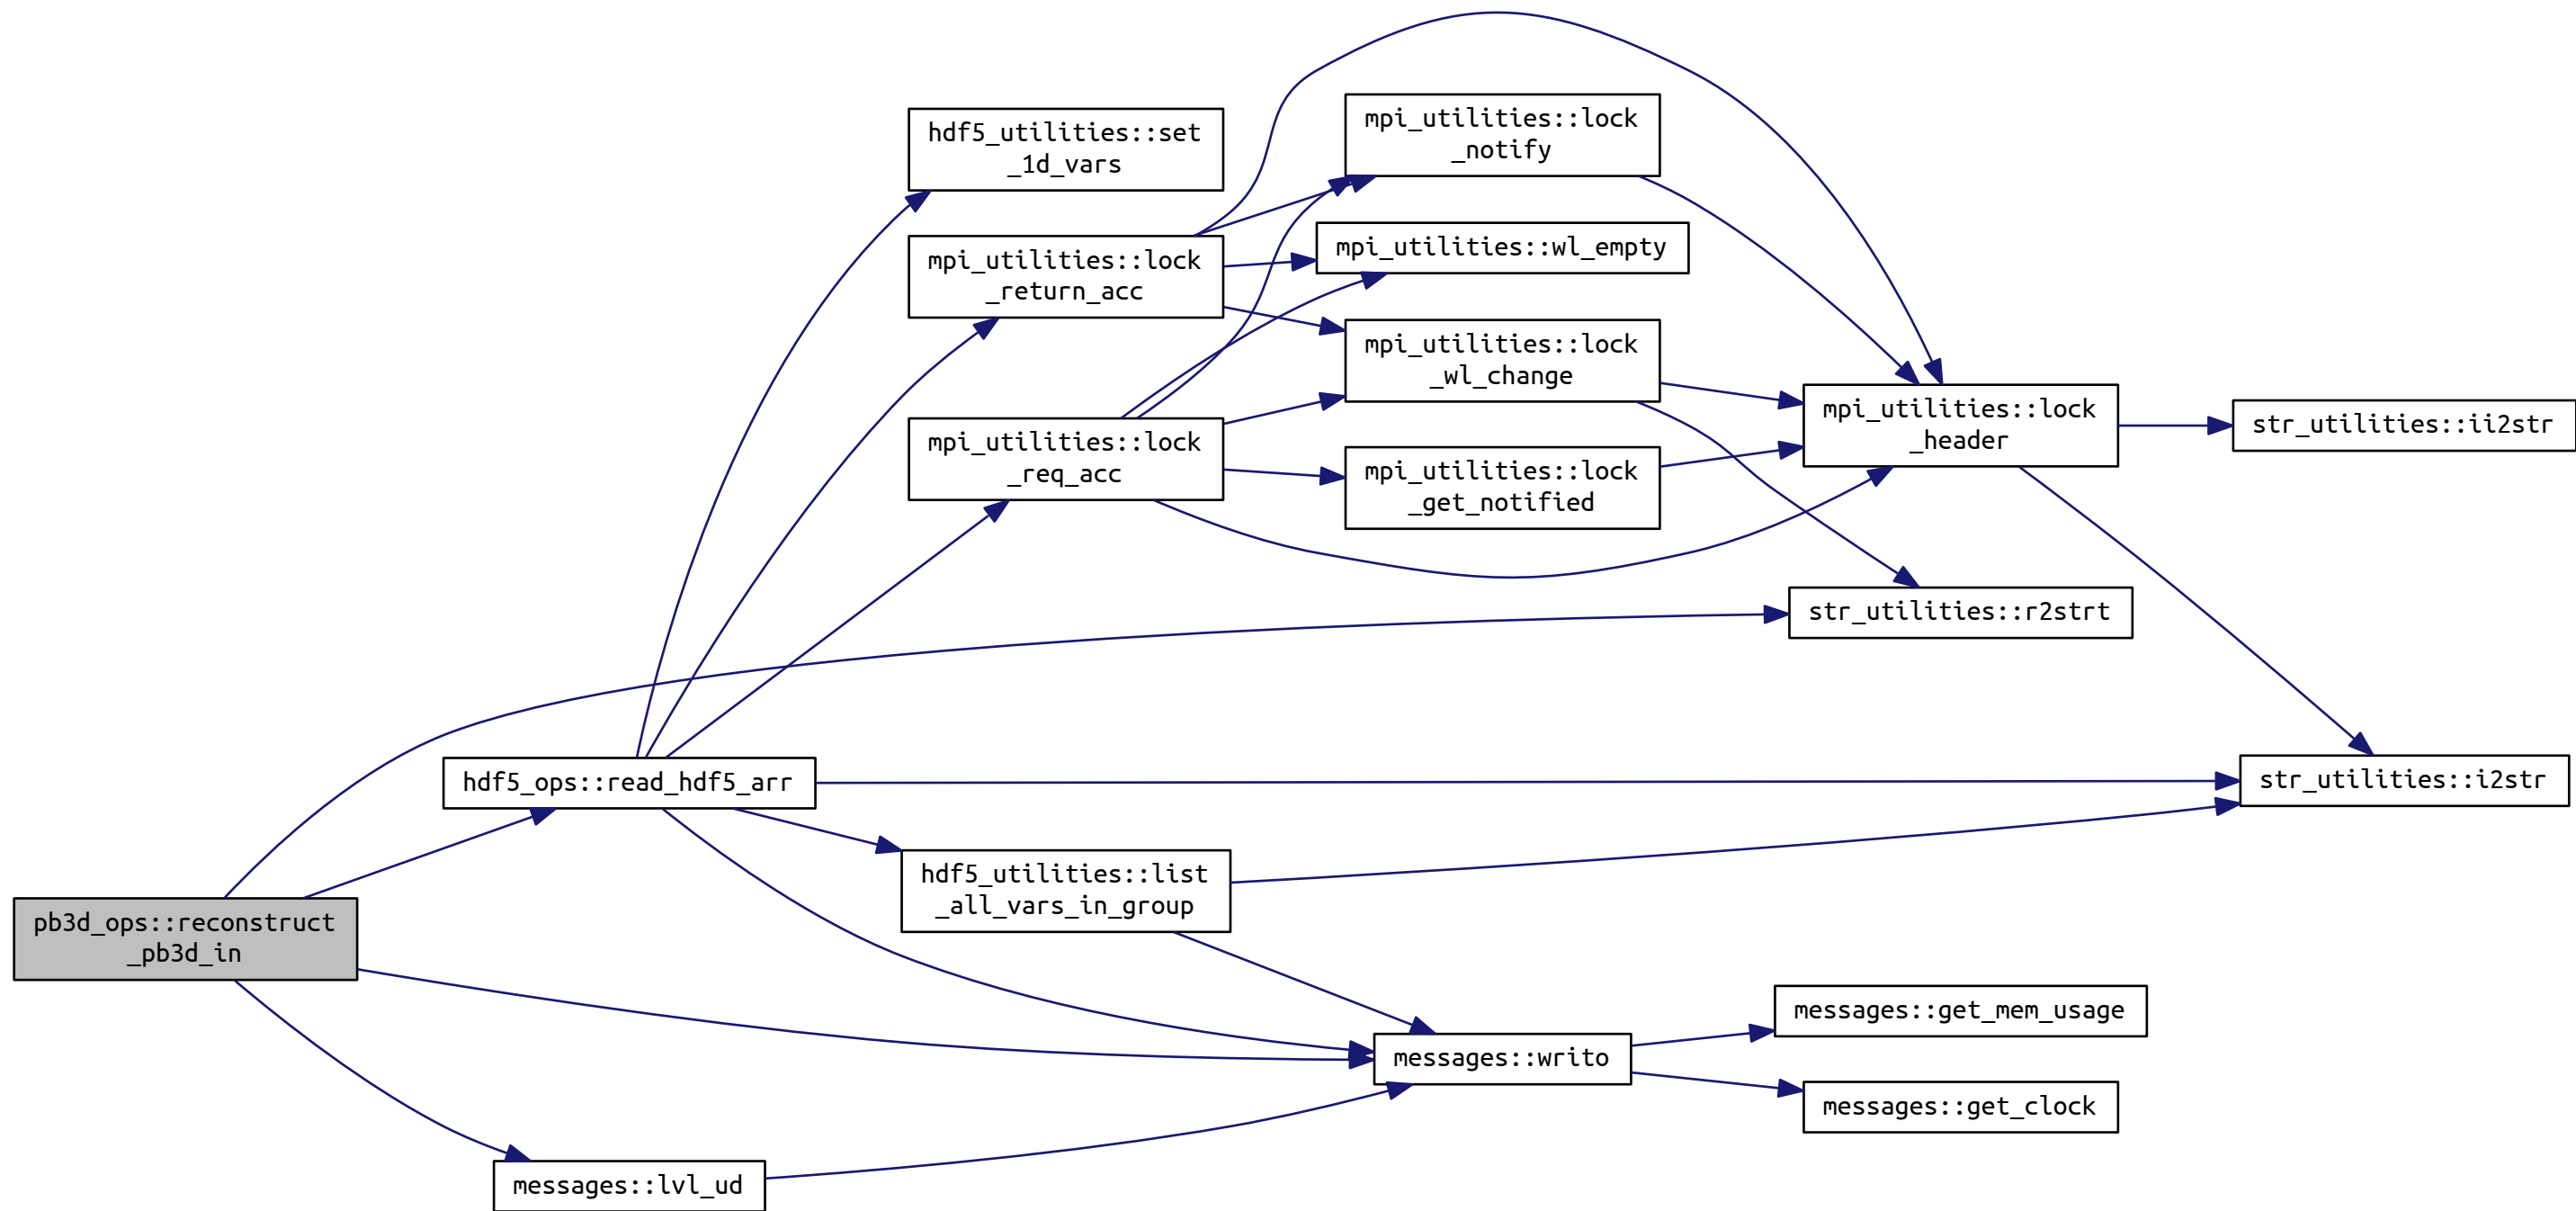 hdf5_utilities::set
_1d_vars
mpi_utilities::lock
_return_acc
mpi_utilities::lock
_req_acc
mpi_utilities::lock
_notify
mpi_utilities::wl_empty
mpi_utilities::lock
_wl_change
mpi_utilities::lock
_get_notified
mpi_utilities::lock
_header
str_utilities::ii2str
str_utilities::r2strt
hdf5_ops::read_hdf5_arr
str_utilities::i2str
hdf5_utilities::list
_all_vars_in_group
pb3d_ops::reconstruct
_pb3d_in
messages::get_mem_usage
messages::writo
messages::get_clock
messages::lvl_ud